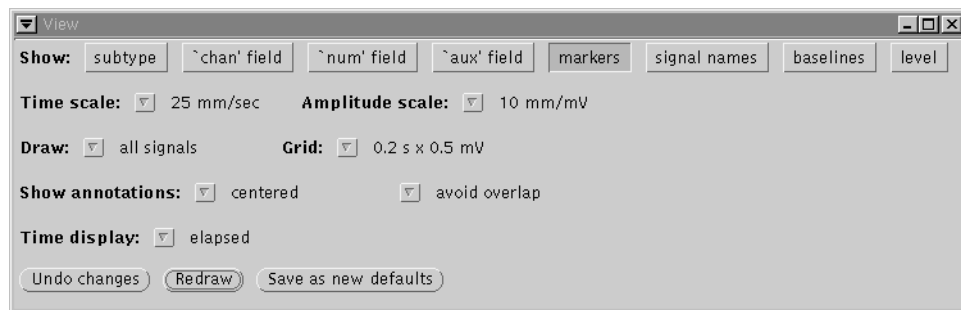 View
Show: subtype `chan' field `num' field `aux' field markers signal names baselines level
Time scale: 25 mm/sec Amplitude scale: 10 mm/mV
Draw: all signals Grid: 0.2 s x 0.5 mV
Show annotations: centered avoid overlap
Time display: elapsed
Undo changes Redraw Save as new defaults